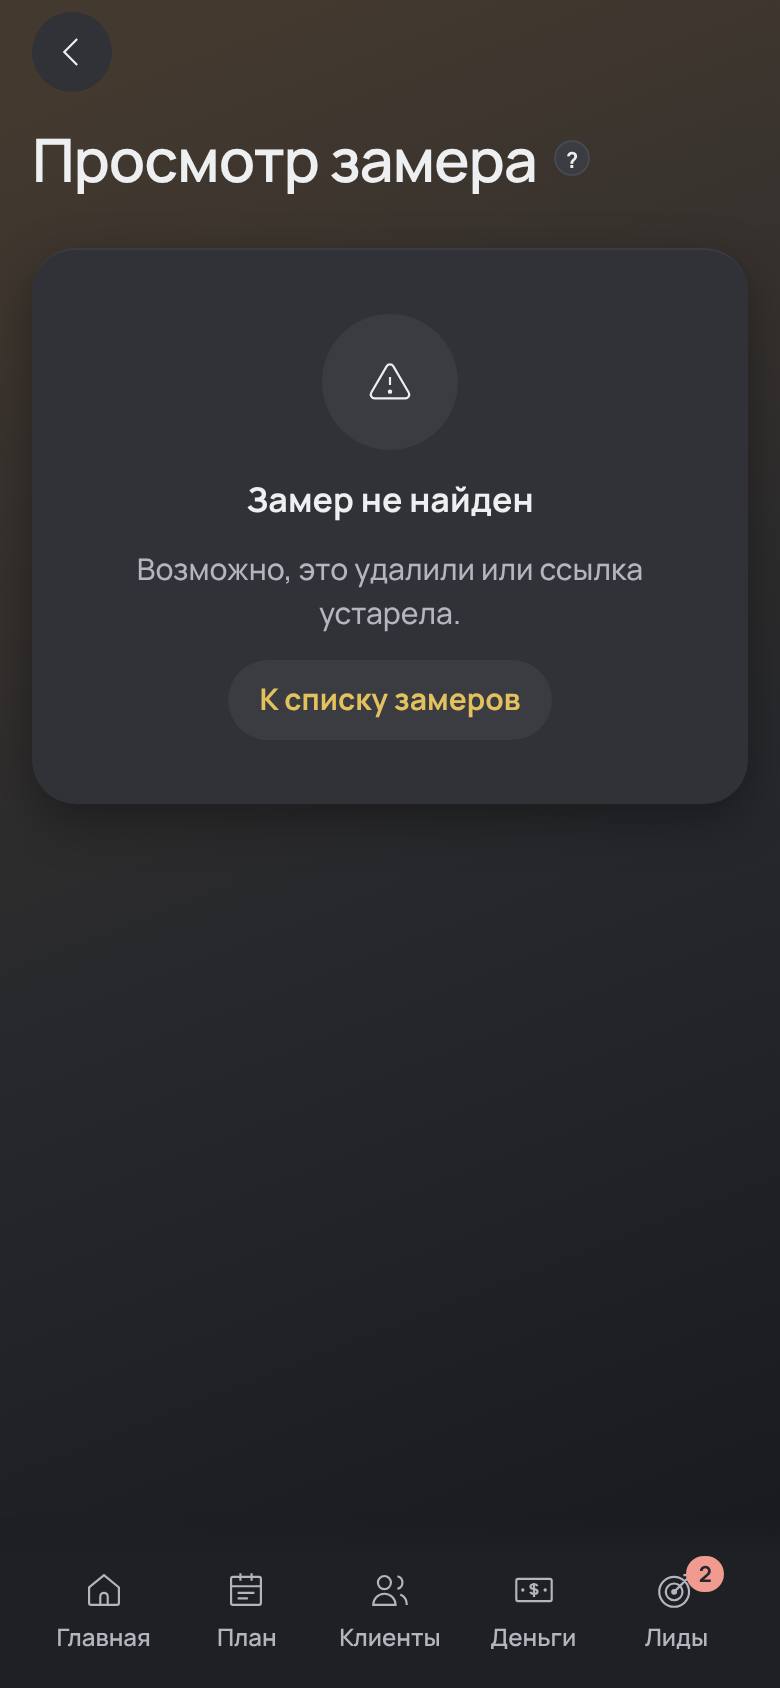 Просмотр замера ?
Замер не найден
Возможно, это удалили или ссылка
устарела.
К списку замеров
2
Главная План Клиенты Деньги Лиды